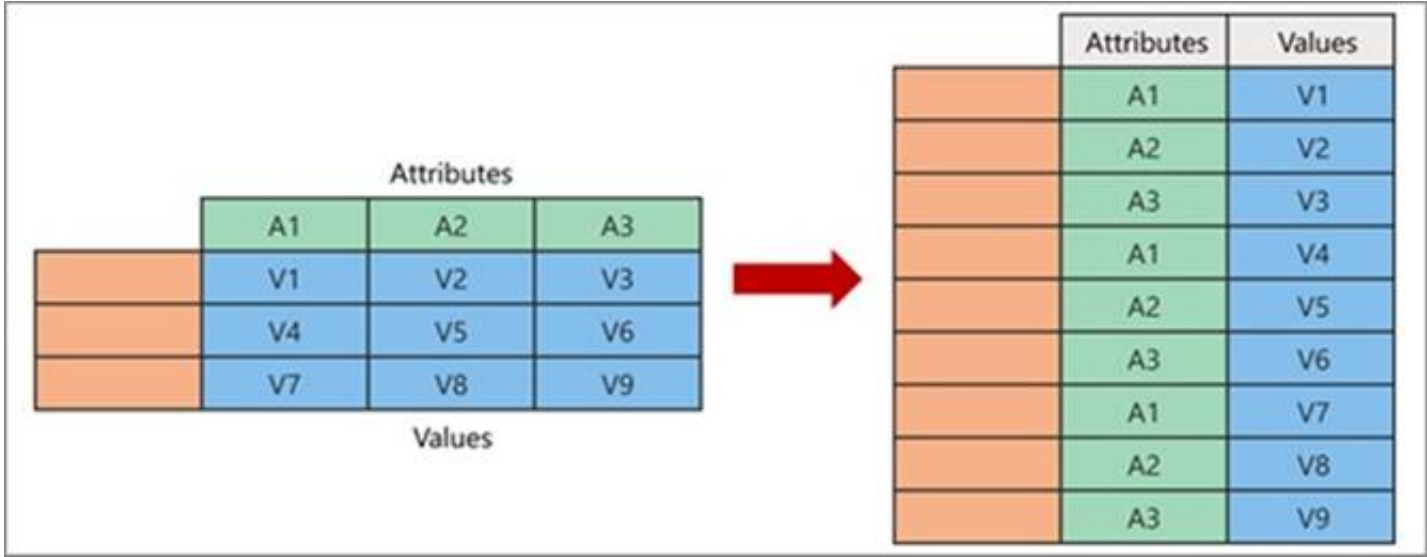 Attributes
A1 A2 A3
V1 V2 V3
V4 V5 V6
V7 V8 V9
Values
Attributes Values
A1 V1
A2 V2
A3 V3
A1 V4
A2 V5
A3 V6
A1 V7
A2 V8
A3 V9